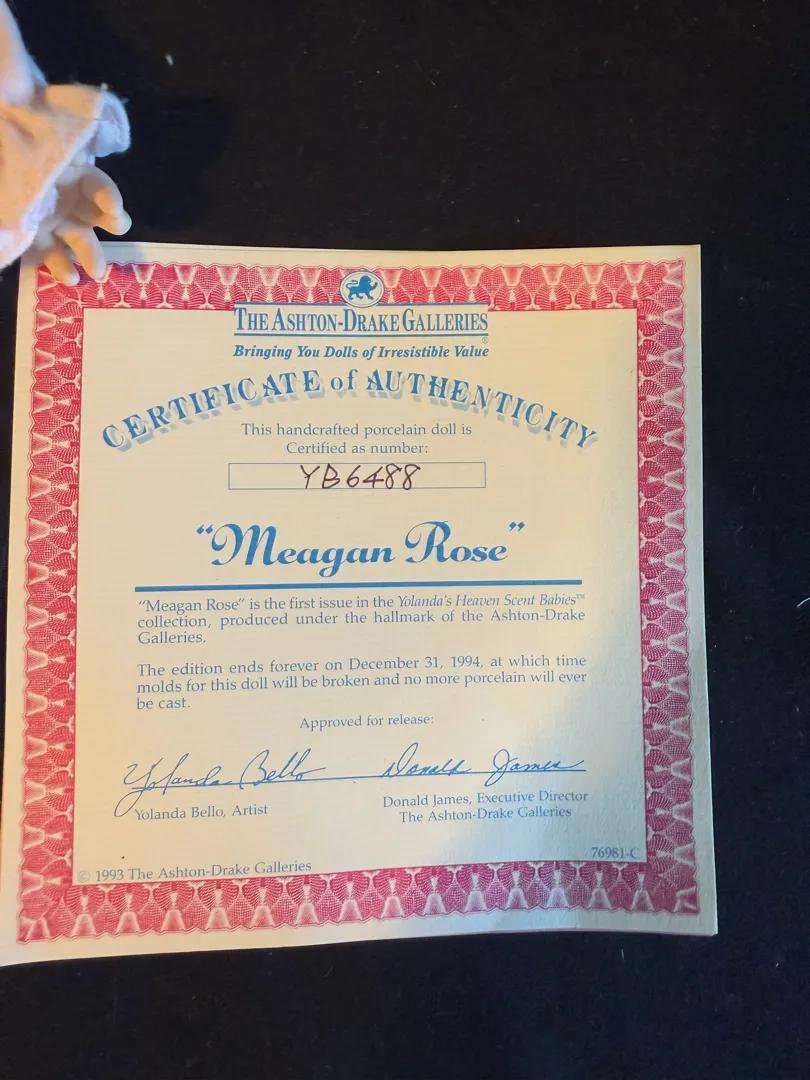 THE ASHTON-DRAKE GALLERIES®
Bringing You Dolls of Irresistible Value
CERTIFICATE of AUTHENTICITY
This handcrafted porcelain doll is
Certified as number:
YB6488
“Meagan Rose”
“Meagan Rose” is the first issue in the Yolanda's Heaven Scent Babies™
collection, produced under the hallmark of the Ashton-Drake
Galleries.
The edition ends forever on December 31, 1994, at which time
molds for this doll will be broken and no more porcelain will ever
be cast.
Approved for release:
Yolanda Bello Donald James
Yolanda Bello, Artist
Donald James, Executive Director
The Ashton-Drake Galleries
76981-C
© 1993 The Ashton-Drake Galleries